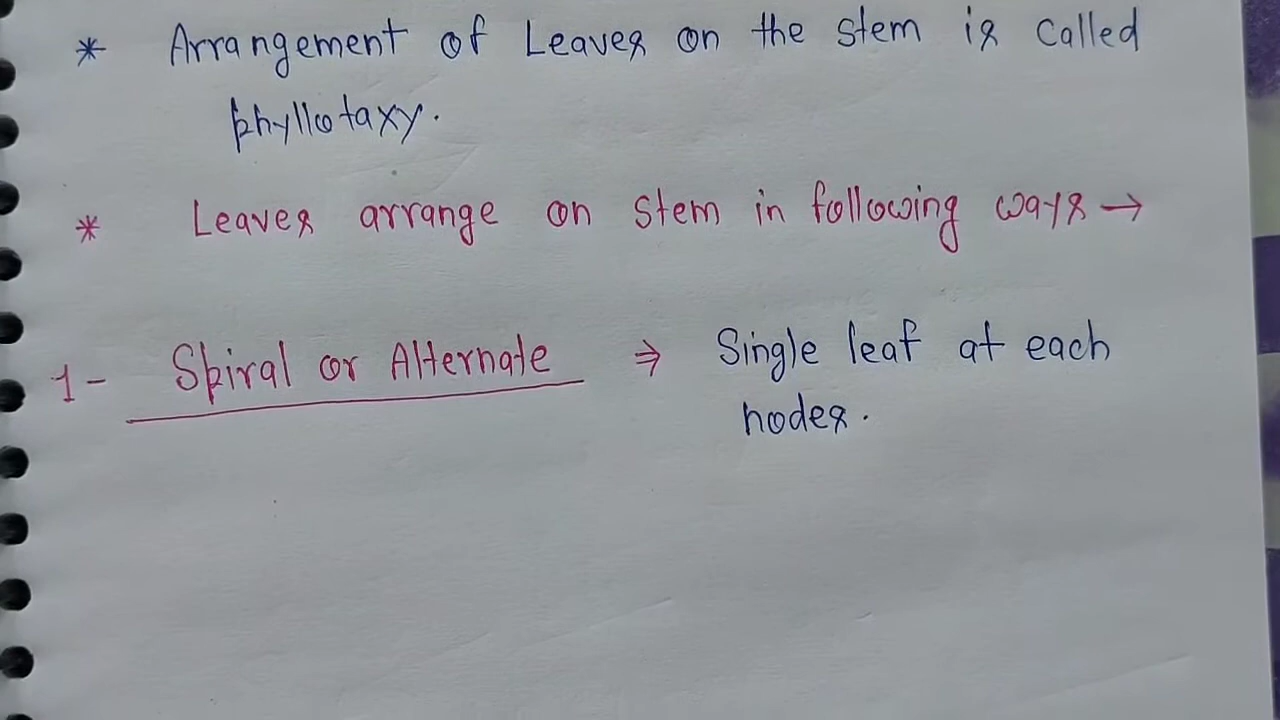 * Arrangement of Leaves on the stem is called
phyllotaxy.
* Leaves arrange on stem in following ways →
1- Spiral or Alternate ⇒ Single leaf at each
nodes.